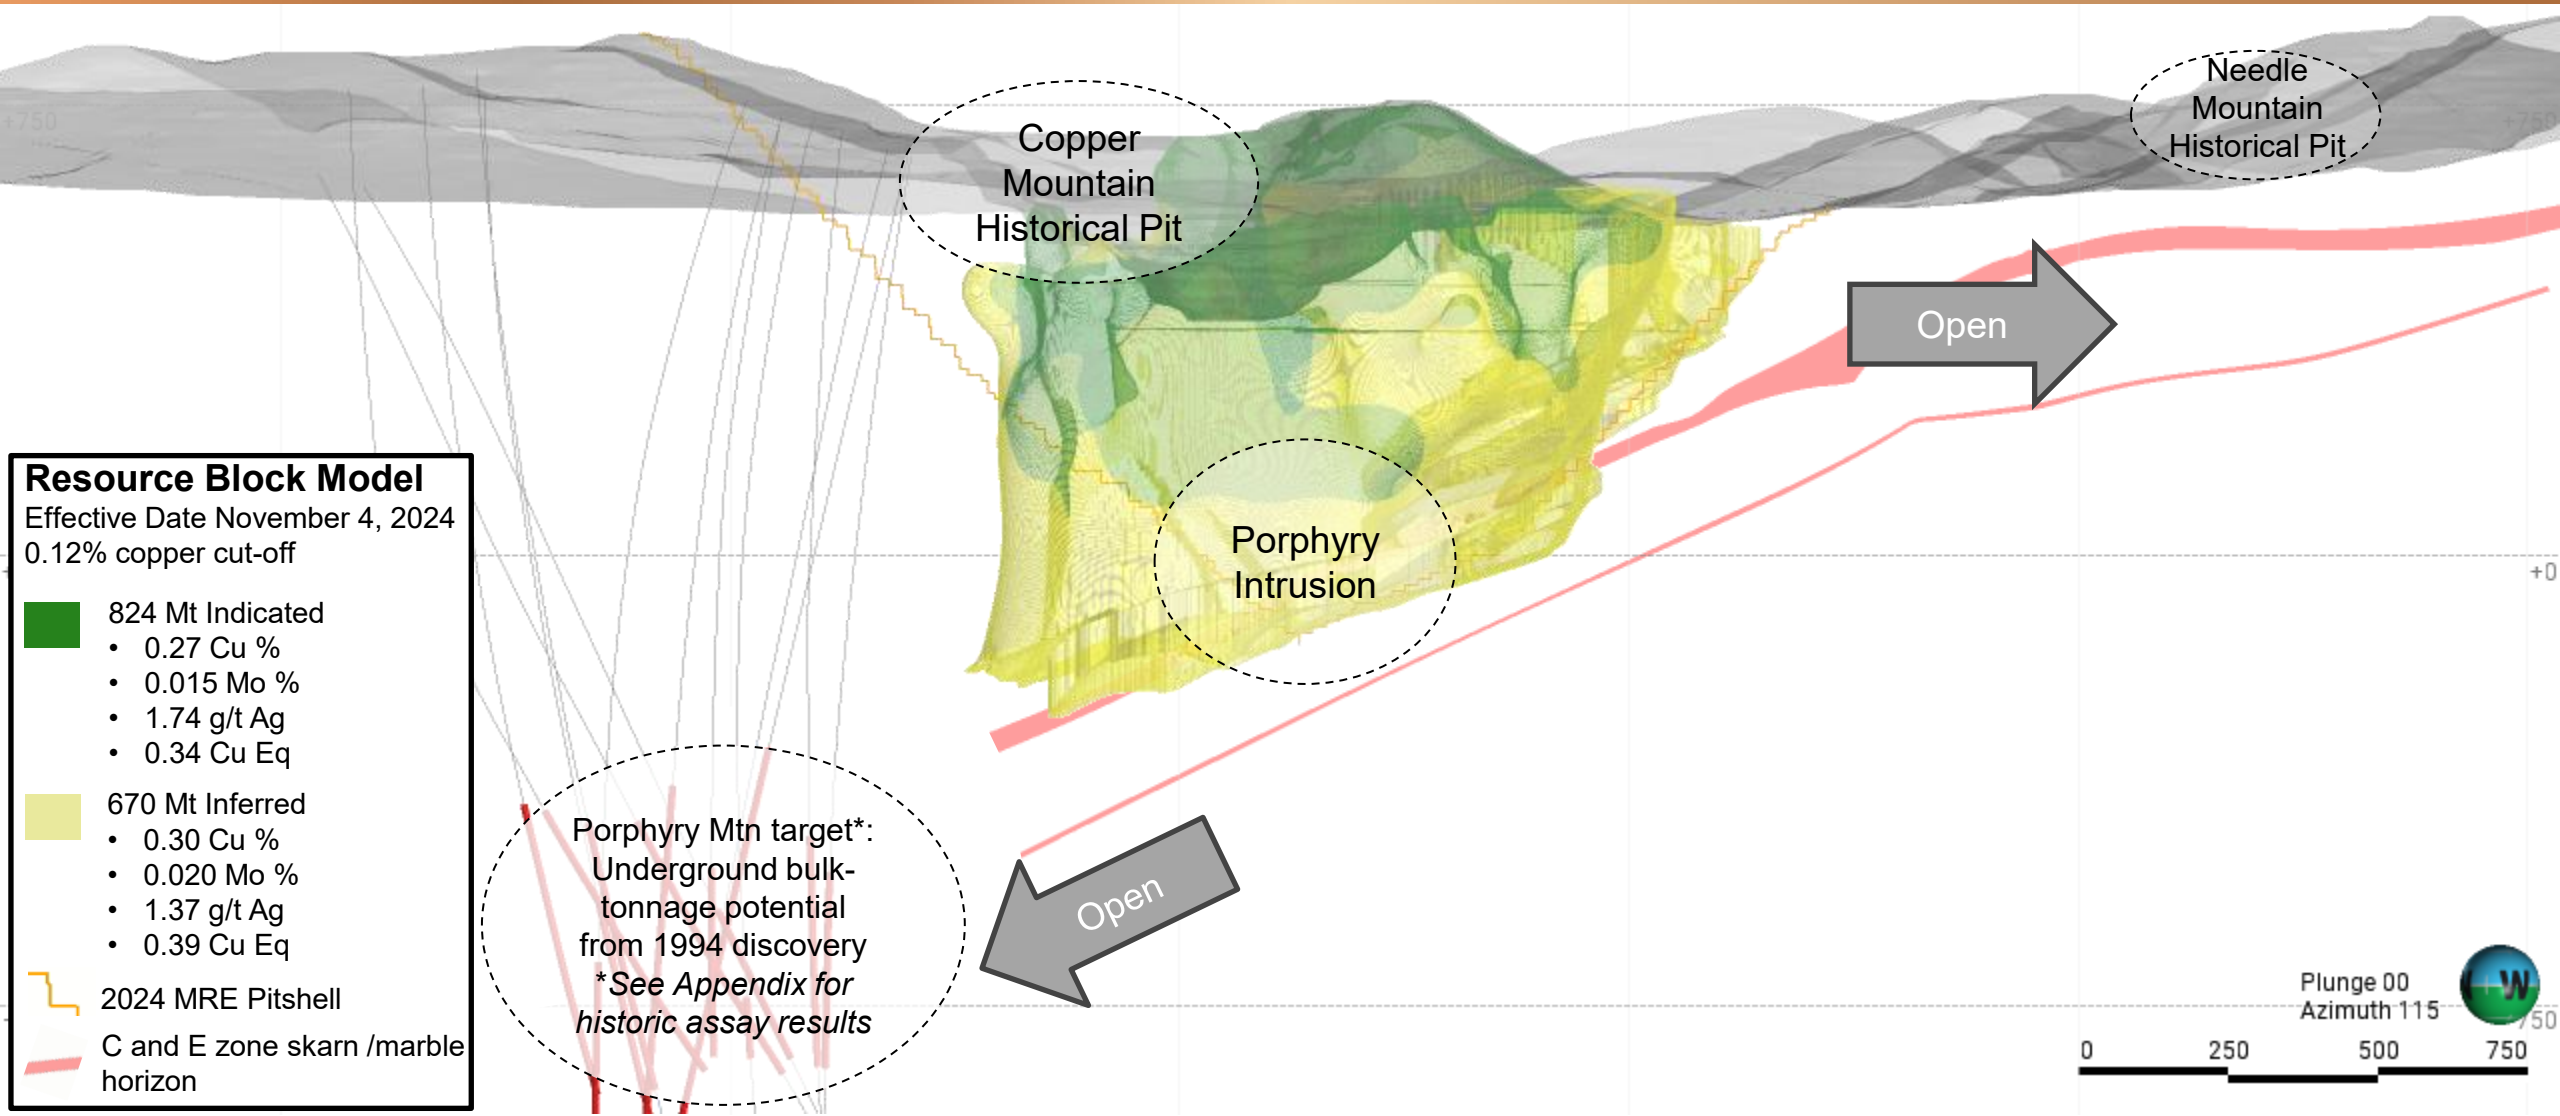 Needle
Mountain
Historical Pit
Copper
Mountain
Historical Pit
+750
+750
Open
Resource Block Model
Effective Date November 4, 2024
0.12% copper cut-off
824 Mt Indicated
• 0.27 Cu %
• 0.015 Mo %
• 1.74 g/t Ag
• 0.34 Cu Eq
670 Mt Inferred
• 0.30 Cu %
• 0.020 Mo %
• 1.37 g/t Ag
• 0.39 Cu Eq
2024 MRE Pitshell
C and E zone skarn /marble
horizon
Porphyry
Intrusion
+0
Porphyry Mtn target*:
Underground bulk-
tonnage potential
from 1994 discovery
*See Appendix for
historic assay results
Open
Plunge 00
Azimuth 115
W
750
0 250 500 750